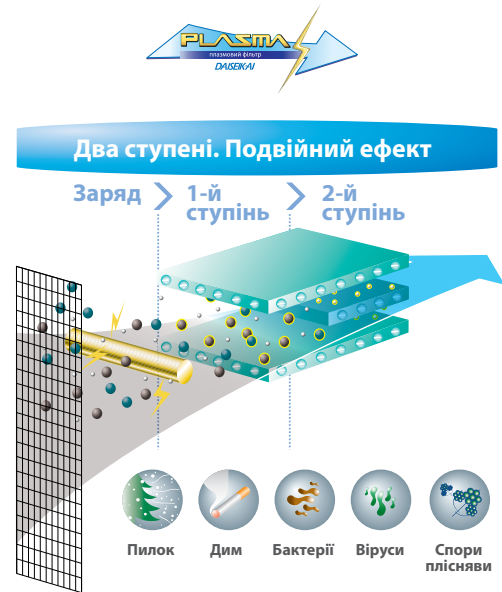 PLASMA
плазмовий фільтр
DAISEIKAI
Два ступені. Подвійний ефект
Заряд
1-й
ступінь
2-й
ступінь
Пилок
Дим
Бактерії
Віруси
Спори
плісняви